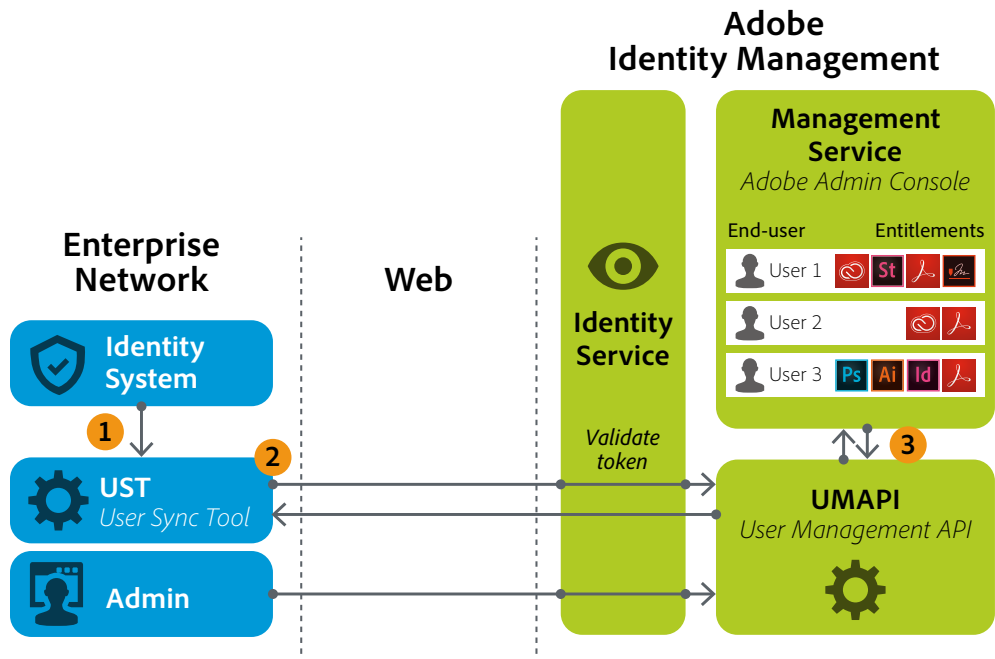 Adobe
Identity Management
Enterprise
Network
Web
Identity
System
1
UST
User Sync Tool
2
Admin
Identity
Service
Validate
token
Management
Service
Adobe Admin Console
End-user Entitlements
User 1 St
User 2
User 3 Ps Ai Id
3
UMAPI
User Management API